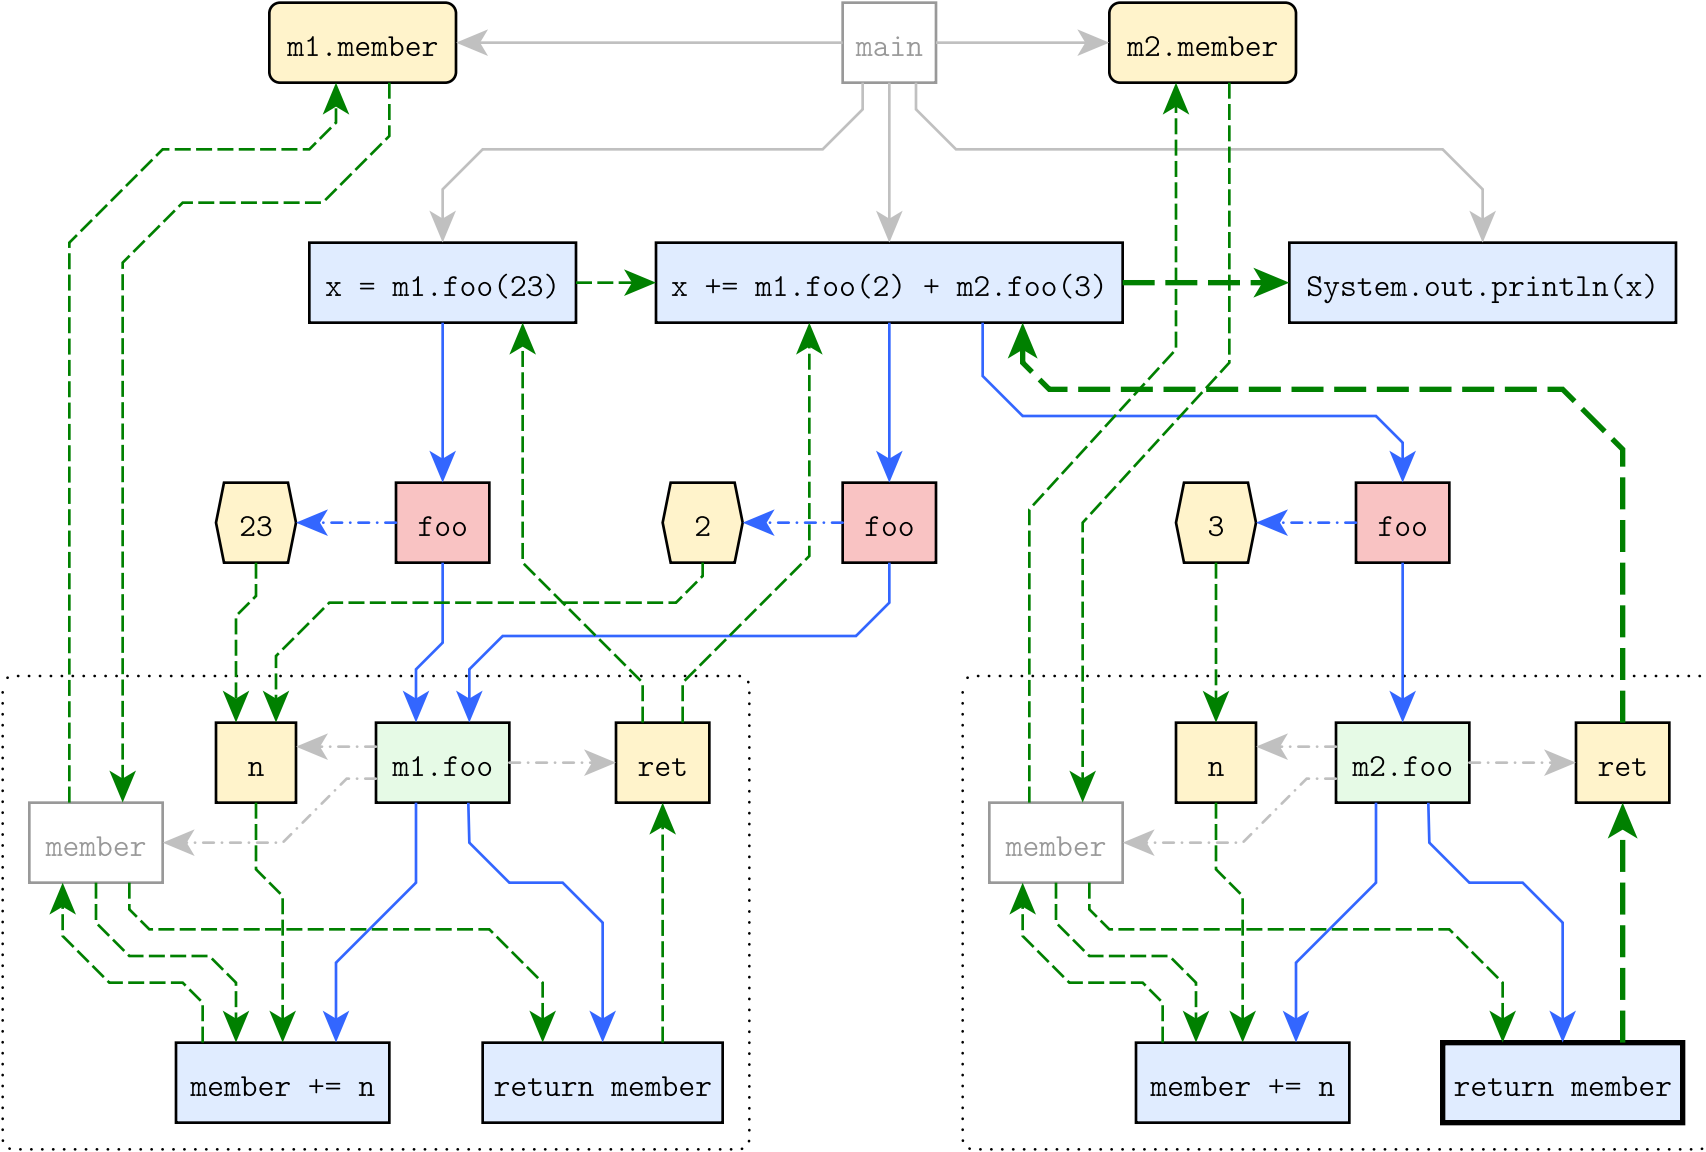 m1.member
main
m2.member
x = m1.foo(23)
x += m1.foo(2) + m2.foo(3)
System.out.println(x)
23
foo
2
foo
3
foo
n
m1.foo
ret
n
m2.foo
ret
member
member
member += n
return member
member += n
return member